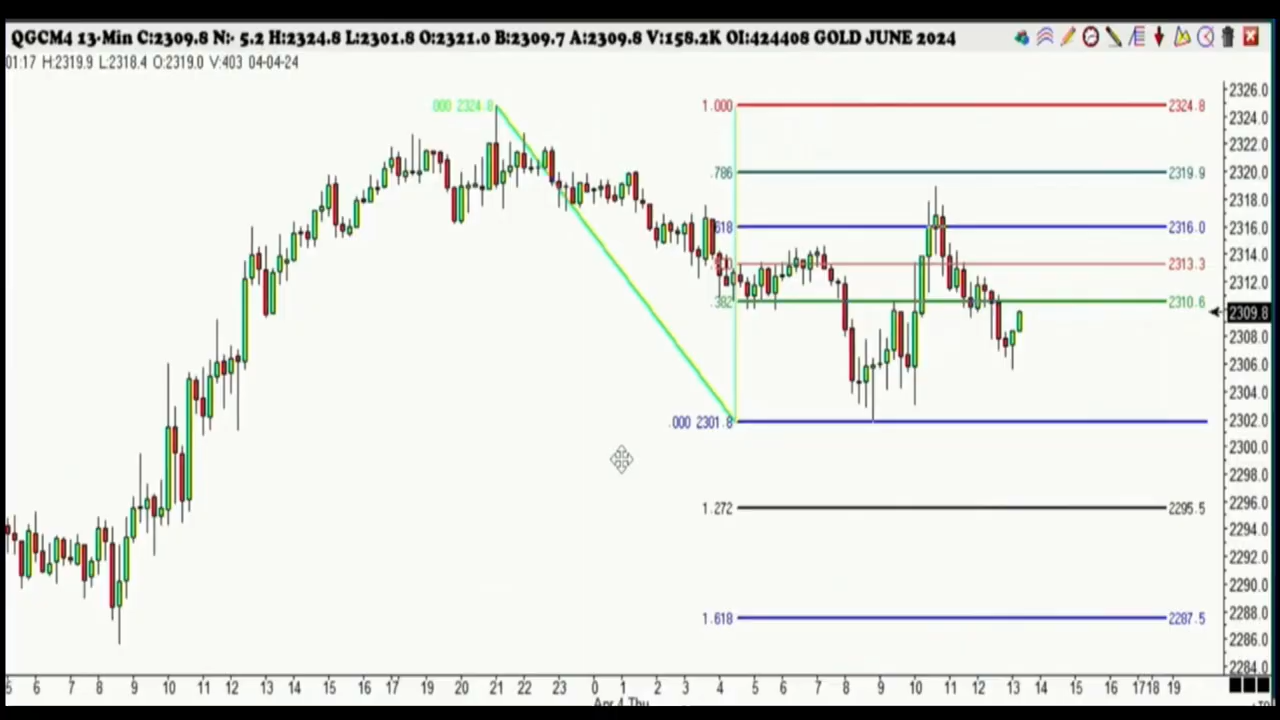 QGCM4 13-Min C:2309.8 N:- 5.2 H:2324.8 L:2301.8 O:2321.0 B:2309.7 A:2309.8 V:158.2K OI:424408 GOLD JUNE 2024
01:17 H:2319.9 L:2318.4 O:2319.0 V:403 04-04-24
2326.0
000 2324.8 1.000 2324.8
2324.0
2322.0
.786 2319.9 2320.0
2318.0
618 2316.0 2316.0
2314.0
2313.3
2312.0
.382 2310.6
2309.8
2308.0
2306.0
2304.0
.000 2301.8 2302.0
2300.0
2298.0
1.272 2295.5 2296.0
2294.0
2292.0
2290.0
1.618 2287.5 2288.0
2286.0
2284.0
5 6 7 8 9 10 11 12 13 14 15 16 17 19 20 21 22 23 0 1 2 3 4 5 6 7 8 9 10 11 12 13 14 15 16 1718 19
Apr 4 Thu